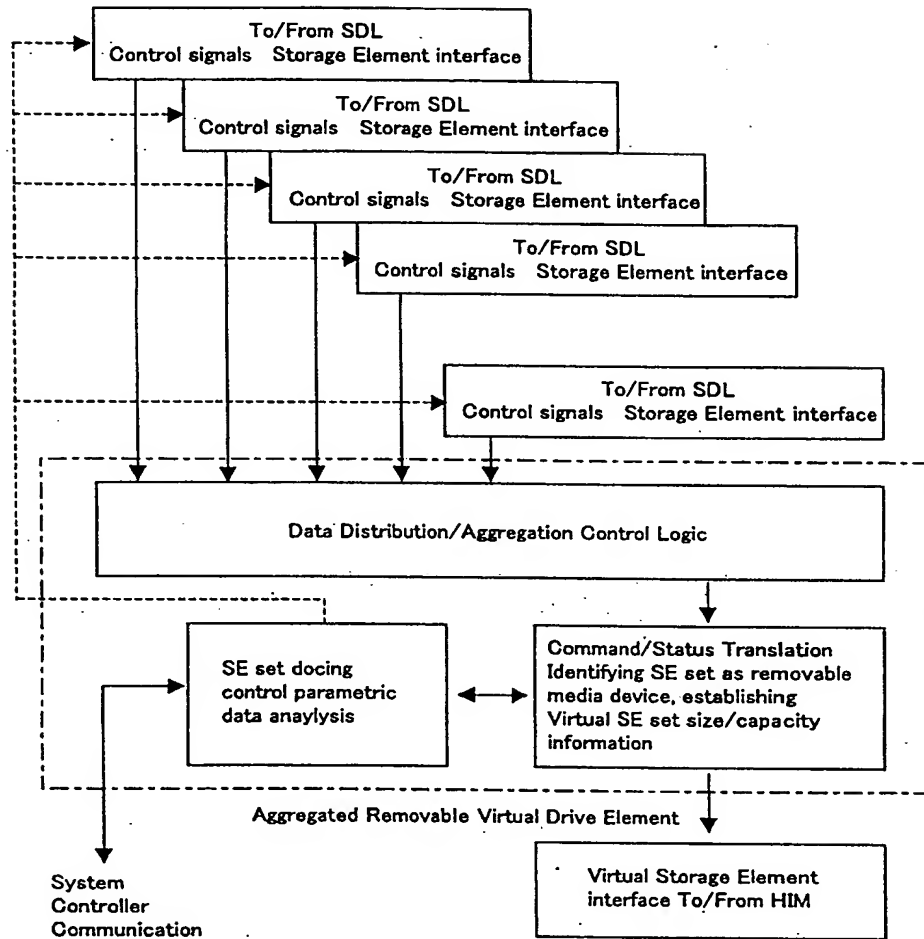 To/From SDL
Control signals Storage Element interface
To/From SDL
Control signals Storage Element interface
To/From SDL
Control signals Storage Element interface
To/From SDL
Control signals Storage Element interface
To/From SDL
Control signals Storage Element interface
Data Distribution/Aggregation Control Logic
SE set docing
control parametric
data anaylysis
Command/Status Translation
Identifying SE set as removable
media device, establishing
Virtual SE set size/capacity
information
Aggregated Removable Virtual Drive Element
System
Controller
Communication
Virtual Storage Element
interface To/From HIM